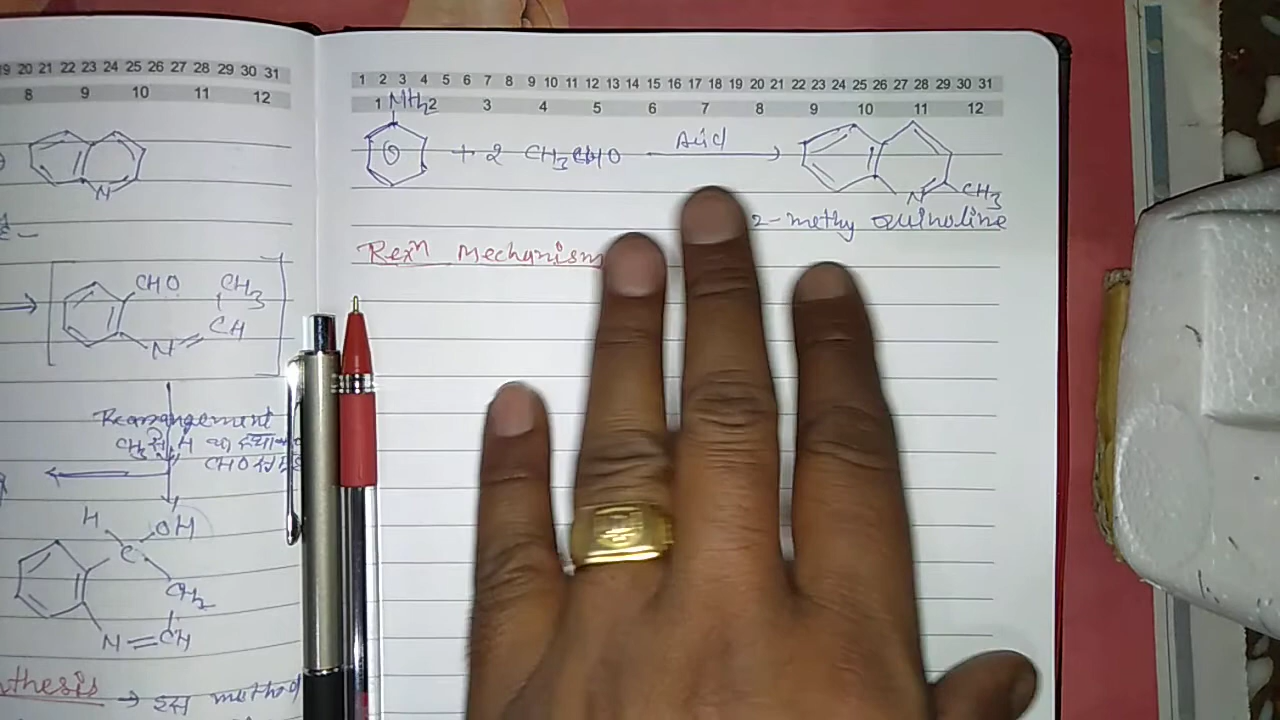 19 20 21 22 23 24 25 26 27 28 29 30 31
8 9 10 11 12
N
CHO CH3
CH
N
Rearrangement
CH3 H
CHO
H OH
C
CH2
N = CH
thesis → इस method
1 2 3 4 5 6 7 8 9 10 11 12 13 14 15 16 17 18 19 20 21 22 23 24 25 26 27 28 29 30 31
1 3 4 5 6 7 8 9 10 11 12
NH2
+ 2 CH3CHO Acid →
N CH3
2-methy quinoline
Rexn Mechanism